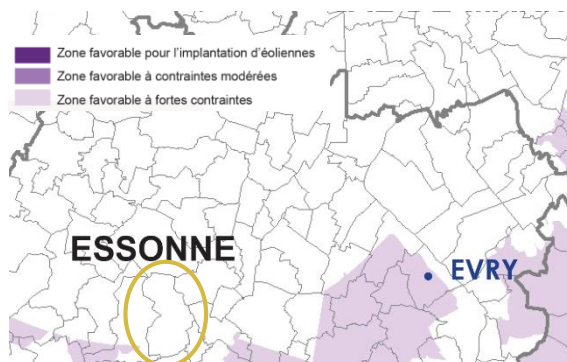 Zone favorable pour l'implantation d'éoliennes
Zone favorable à contraintes modérées
Zone favorable à fortes contraintes
ESSONNE
EVRY